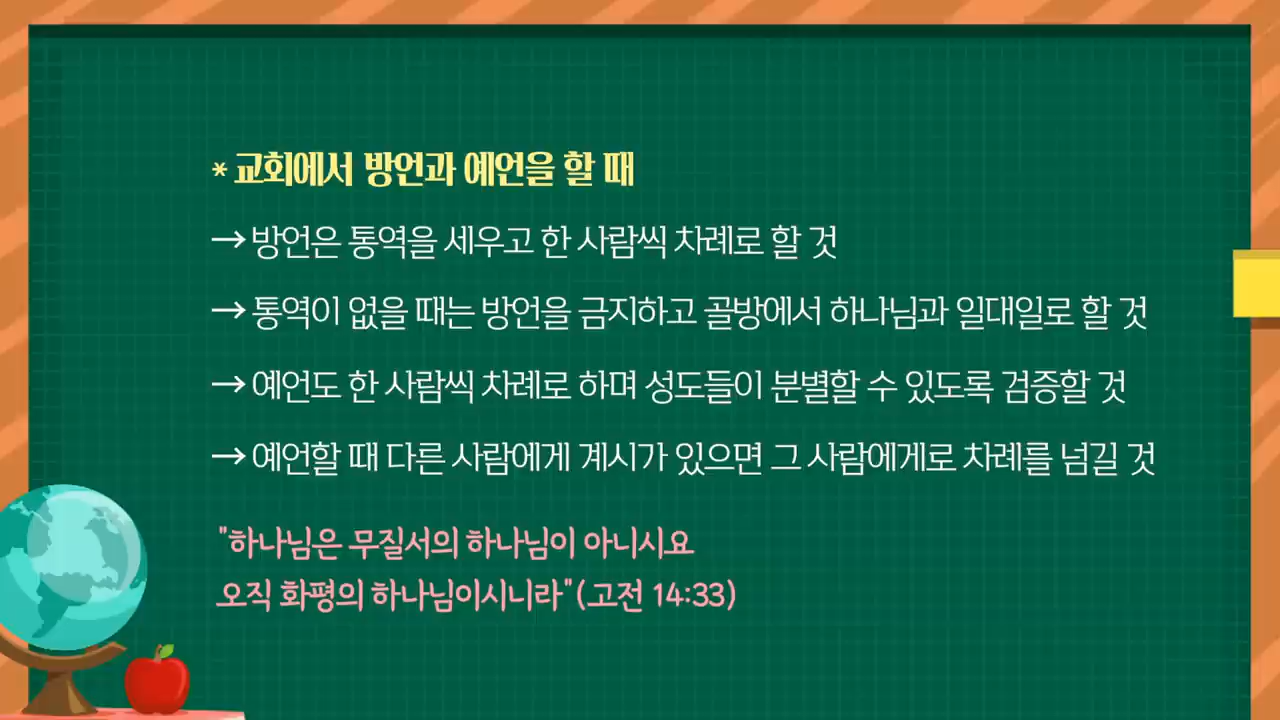 * 교회에서 방언과 예언을 할 때
→ 방언은 통역을 세우고 한 사람씩 차례로 할 것
→ 통역이 없을 때는 방언을 금지하고 골방에서 하나님과 일대일로 할 것
→ 예언도 한 사람씩 차례로 하며 성도들이 분별할 수 있도록 검증할 것
→ 예언할 때 다른 사람에게 계시가 있으면 그 사람에게로 차례를 넘길 것
"하나님은 무질서의 하나님이 아니시요
오직 화평의 하나님이시니라"(고전 14:33)